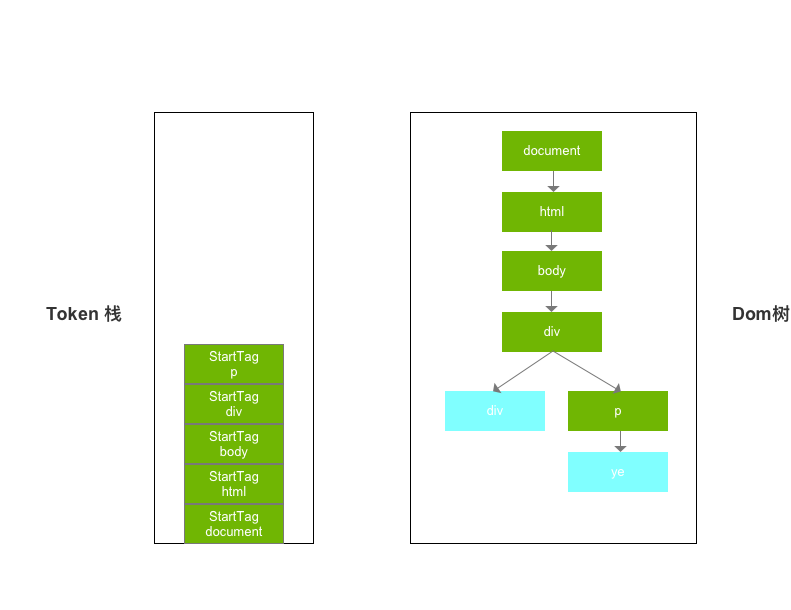 Token 栈
StartTag
p
StartTag
div
StartTag
body
StartTag
html
StartTag
document
document
html
body
div
div
p
ye
Dom树